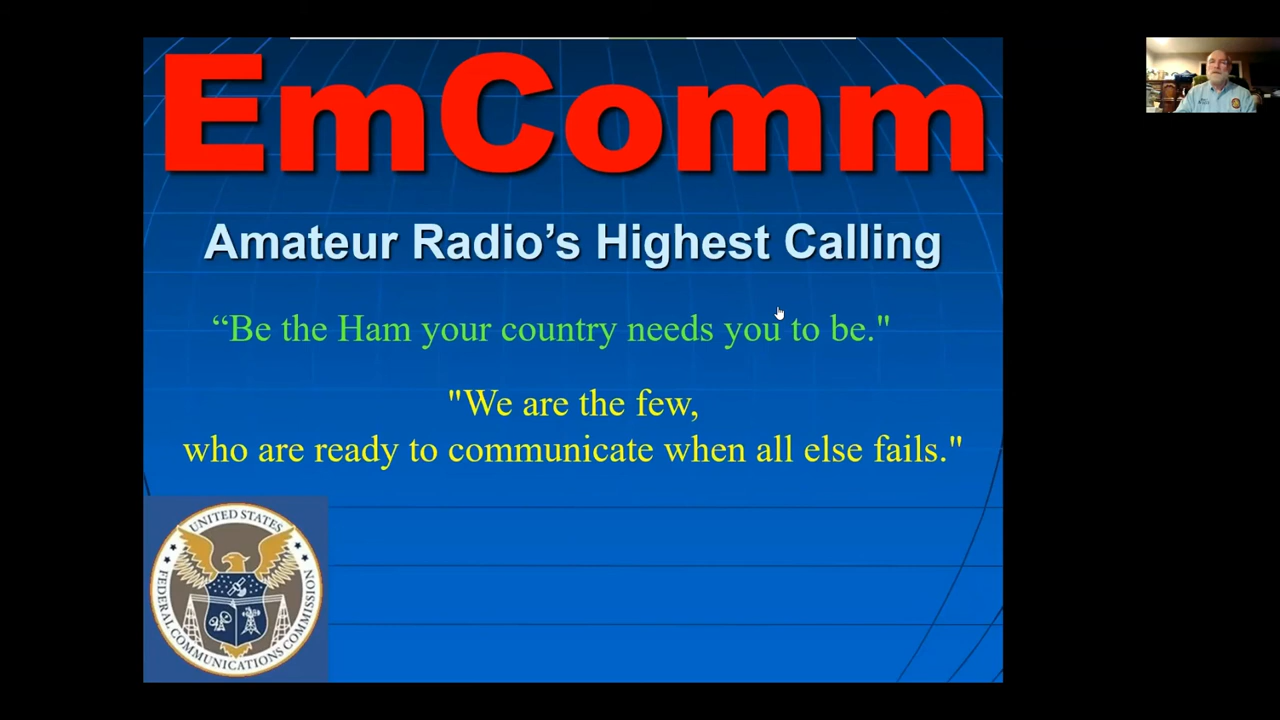 EmComm
Amateur Radio’s Highest Calling
“Be the Ham your country needs you to be."
"We are the few,
who are ready to communicate when all else fails."
UNITED STATES
FEDERAL COMMUNICATIONS COMMISSION